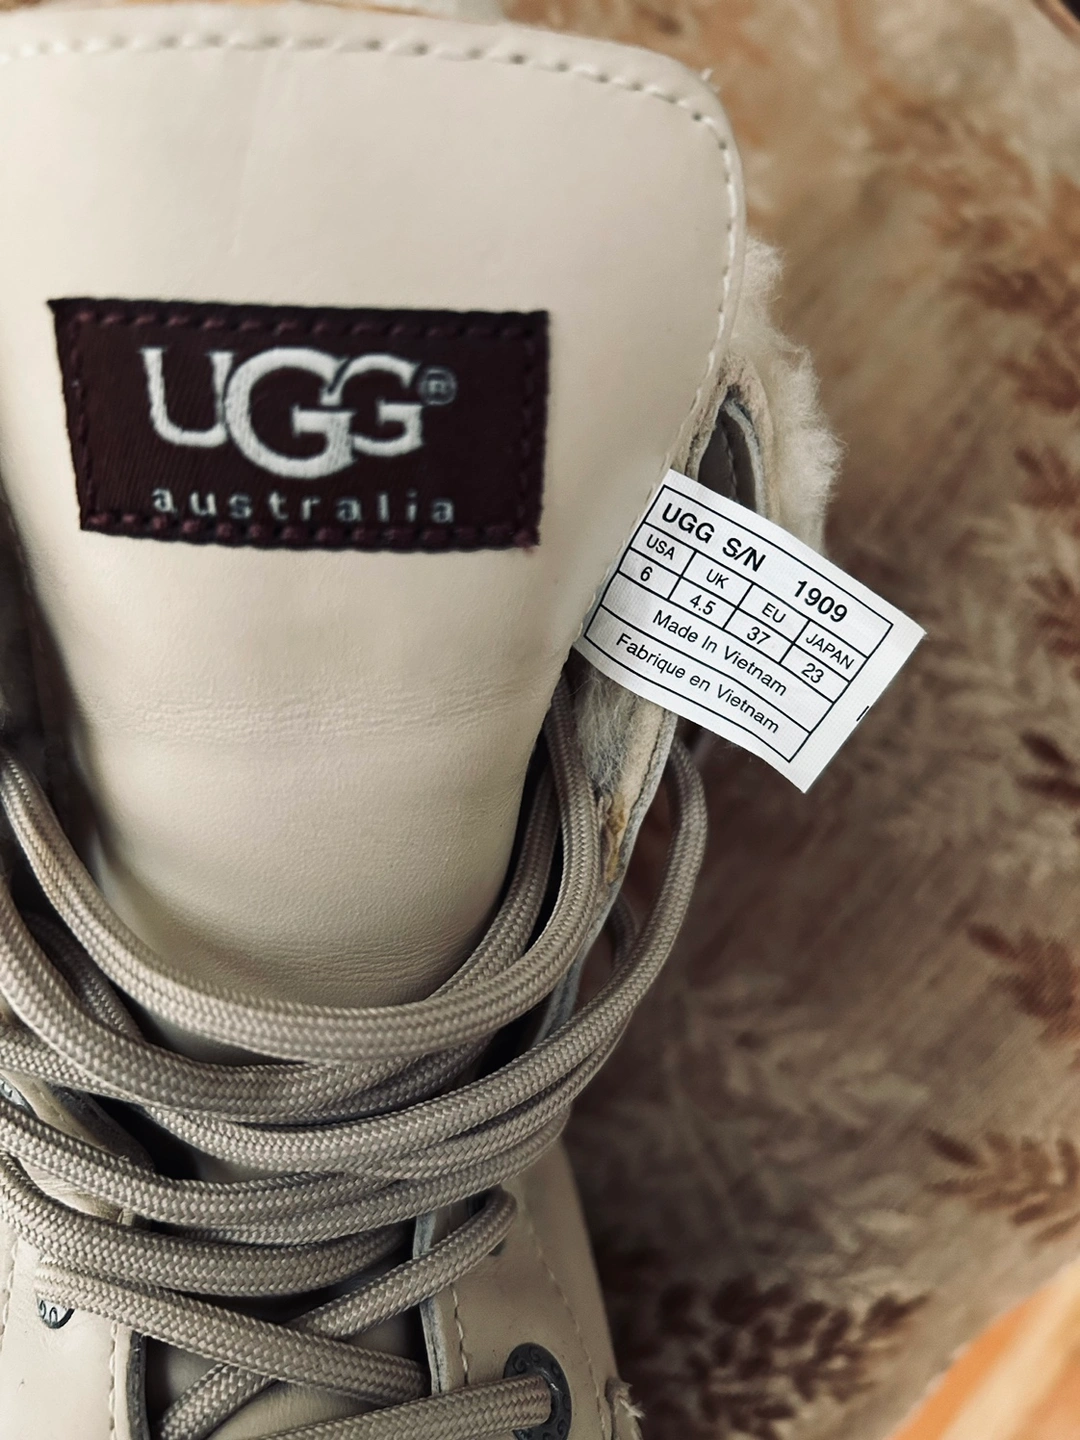 UGG®
australia
UGG S/N 1909
USA UK EU JAPAN
6 4.5 37 23
Made In Vietnam
Fabrique en Vietnam